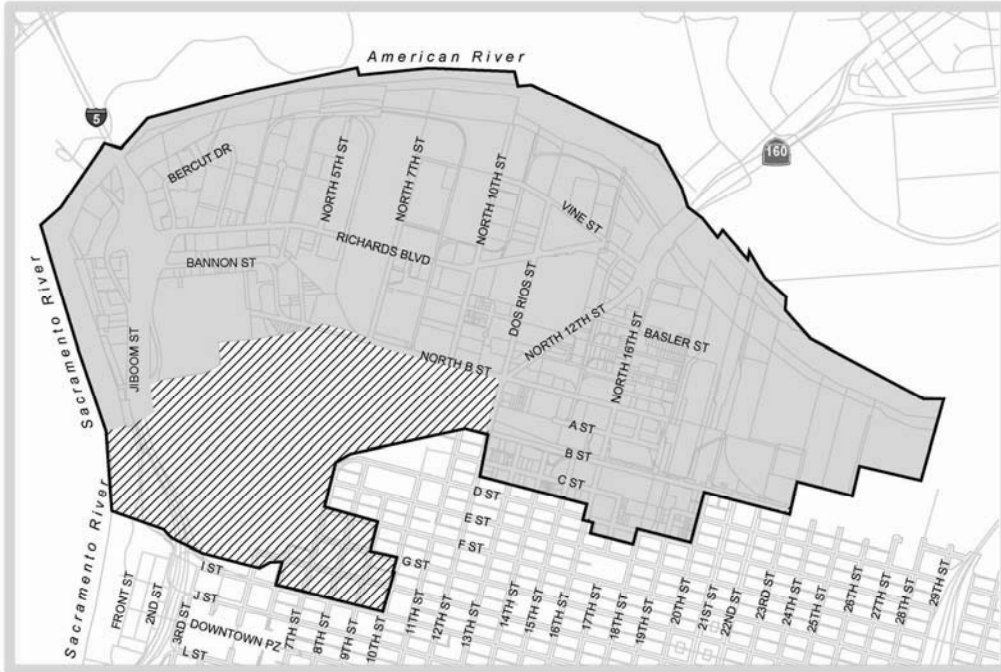 American River
5
160
BERCUT DR
NORTH 5TH ST
NORTH 7TH ST
NORTH 10TH ST
VINE ST
RICHARDS BLVD
BANNON ST
DOS RIOS ST
Sacramento River
JIBOOM ST
NORTH 12TH ST
NORTH 16TH ST
BASLER ST
NORTH B ST
A ST
B ST
C ST
D ST
E ST
F ST
G ST
Sacramento River
I ST
J ST
FRONT ST
2ND ST
3RD ST
DOWNTOWN PZ
L ST
7TH ST
8TH ST
9TH ST
10TH ST
11TH ST
12TH ST
13TH ST
14TH ST
15TH ST
16TH ST
17TH ST
18TH ST
19TH ST
20TH ST
21ST ST
22ND ST
23RD ST
24TH ST
25TH ST
26TH ST
27TH ST
28TH ST
29TH ST